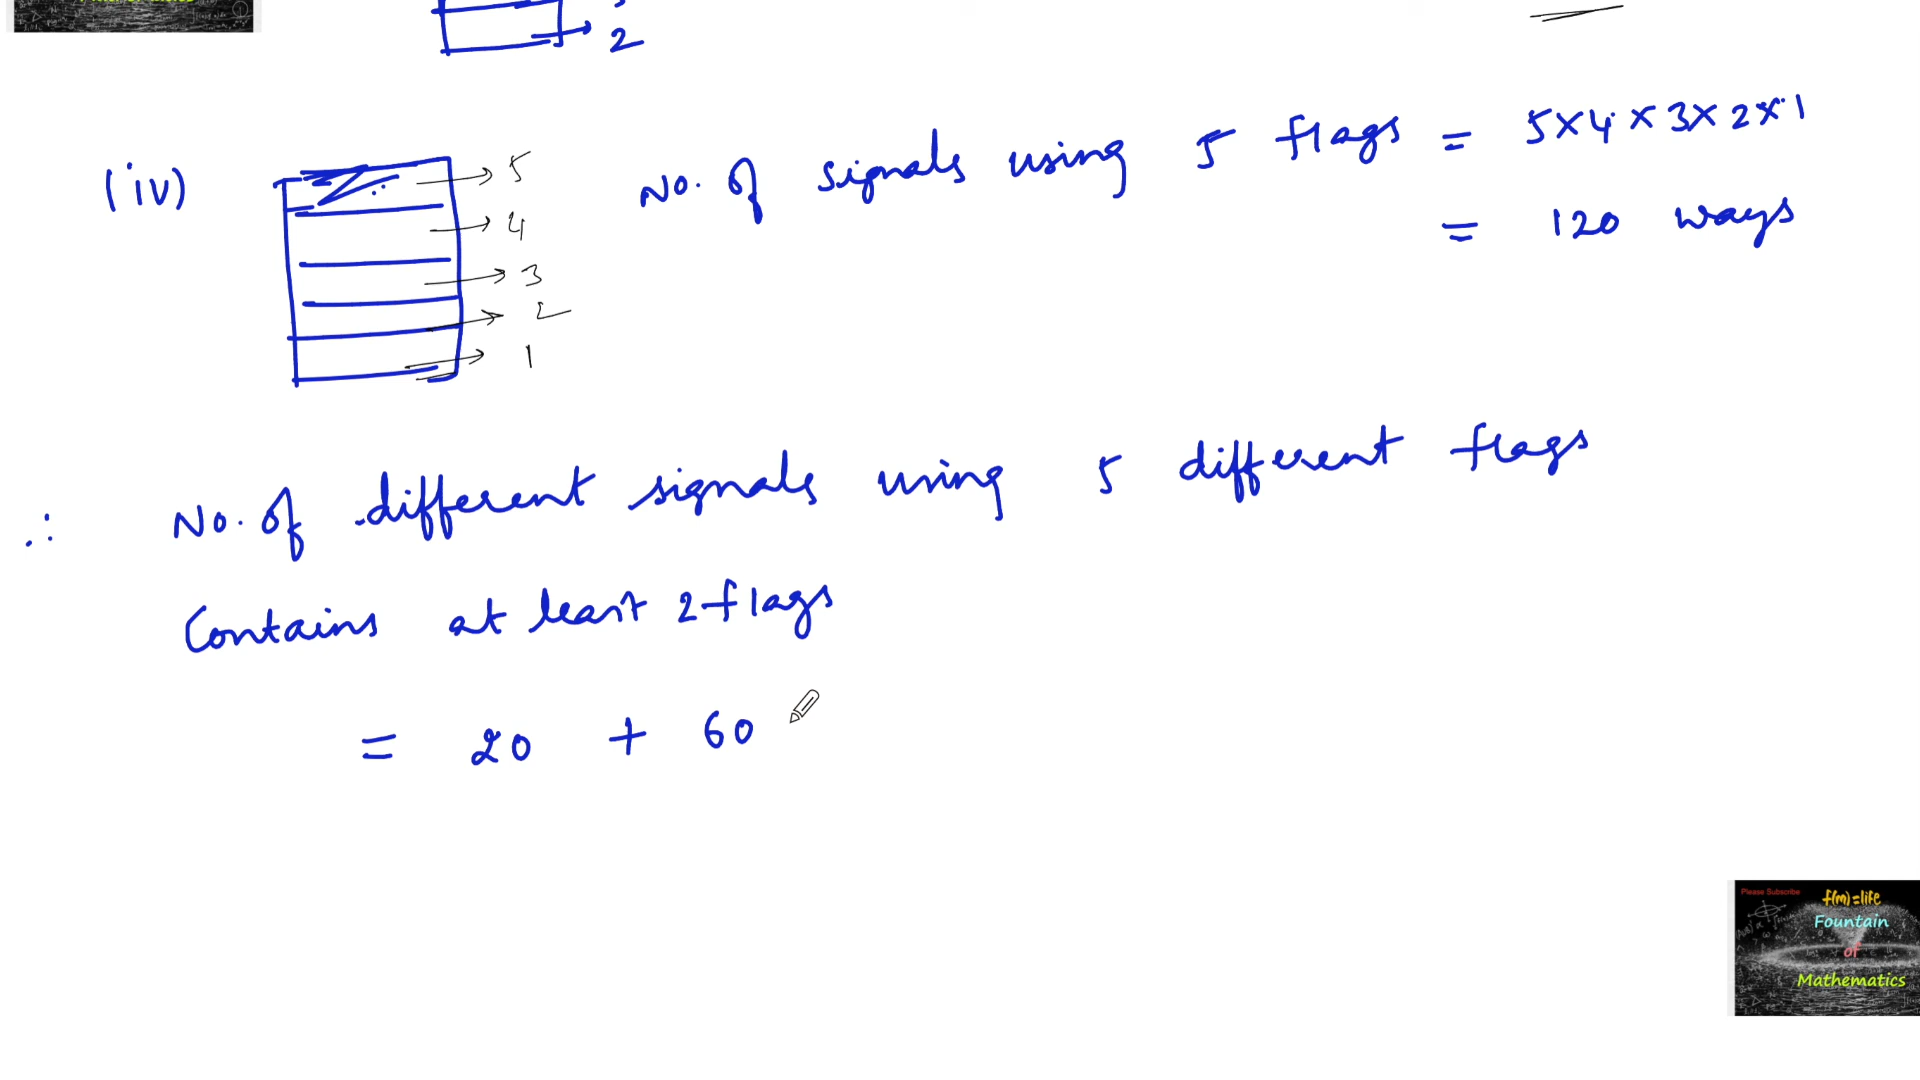 2
(iv)
5
4
3
2
1
No. of signals using 5 flags = 5×4×3×2×1
= 120 ways
∴ No. of different signals using 5 different flags
Contains at least 2 flags
= 20 + 60
Please Subscribe
f(m)=life
Fountain
of
Mathematics